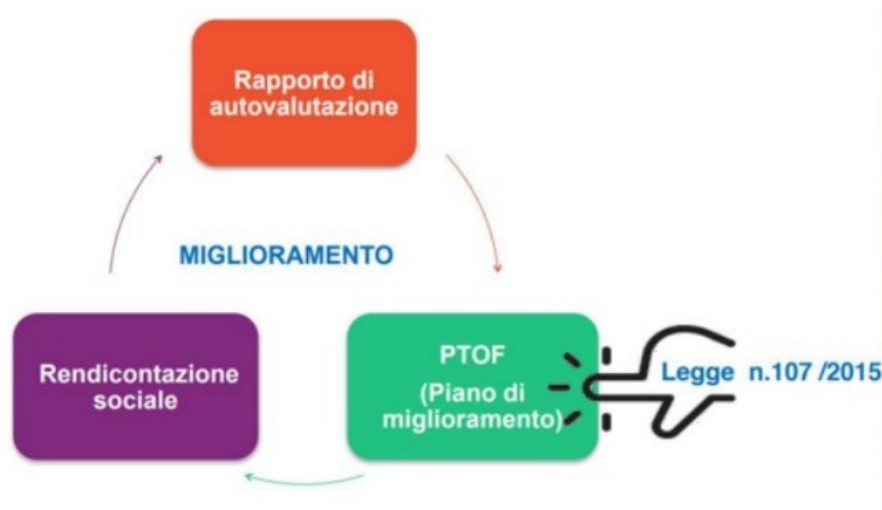 Rapporto di
autovalutazione
MIGLIORAMENTO
Rendicontazione
sociale
PTOF
(Piano di
miglioramento)
Legge n.107 /2015